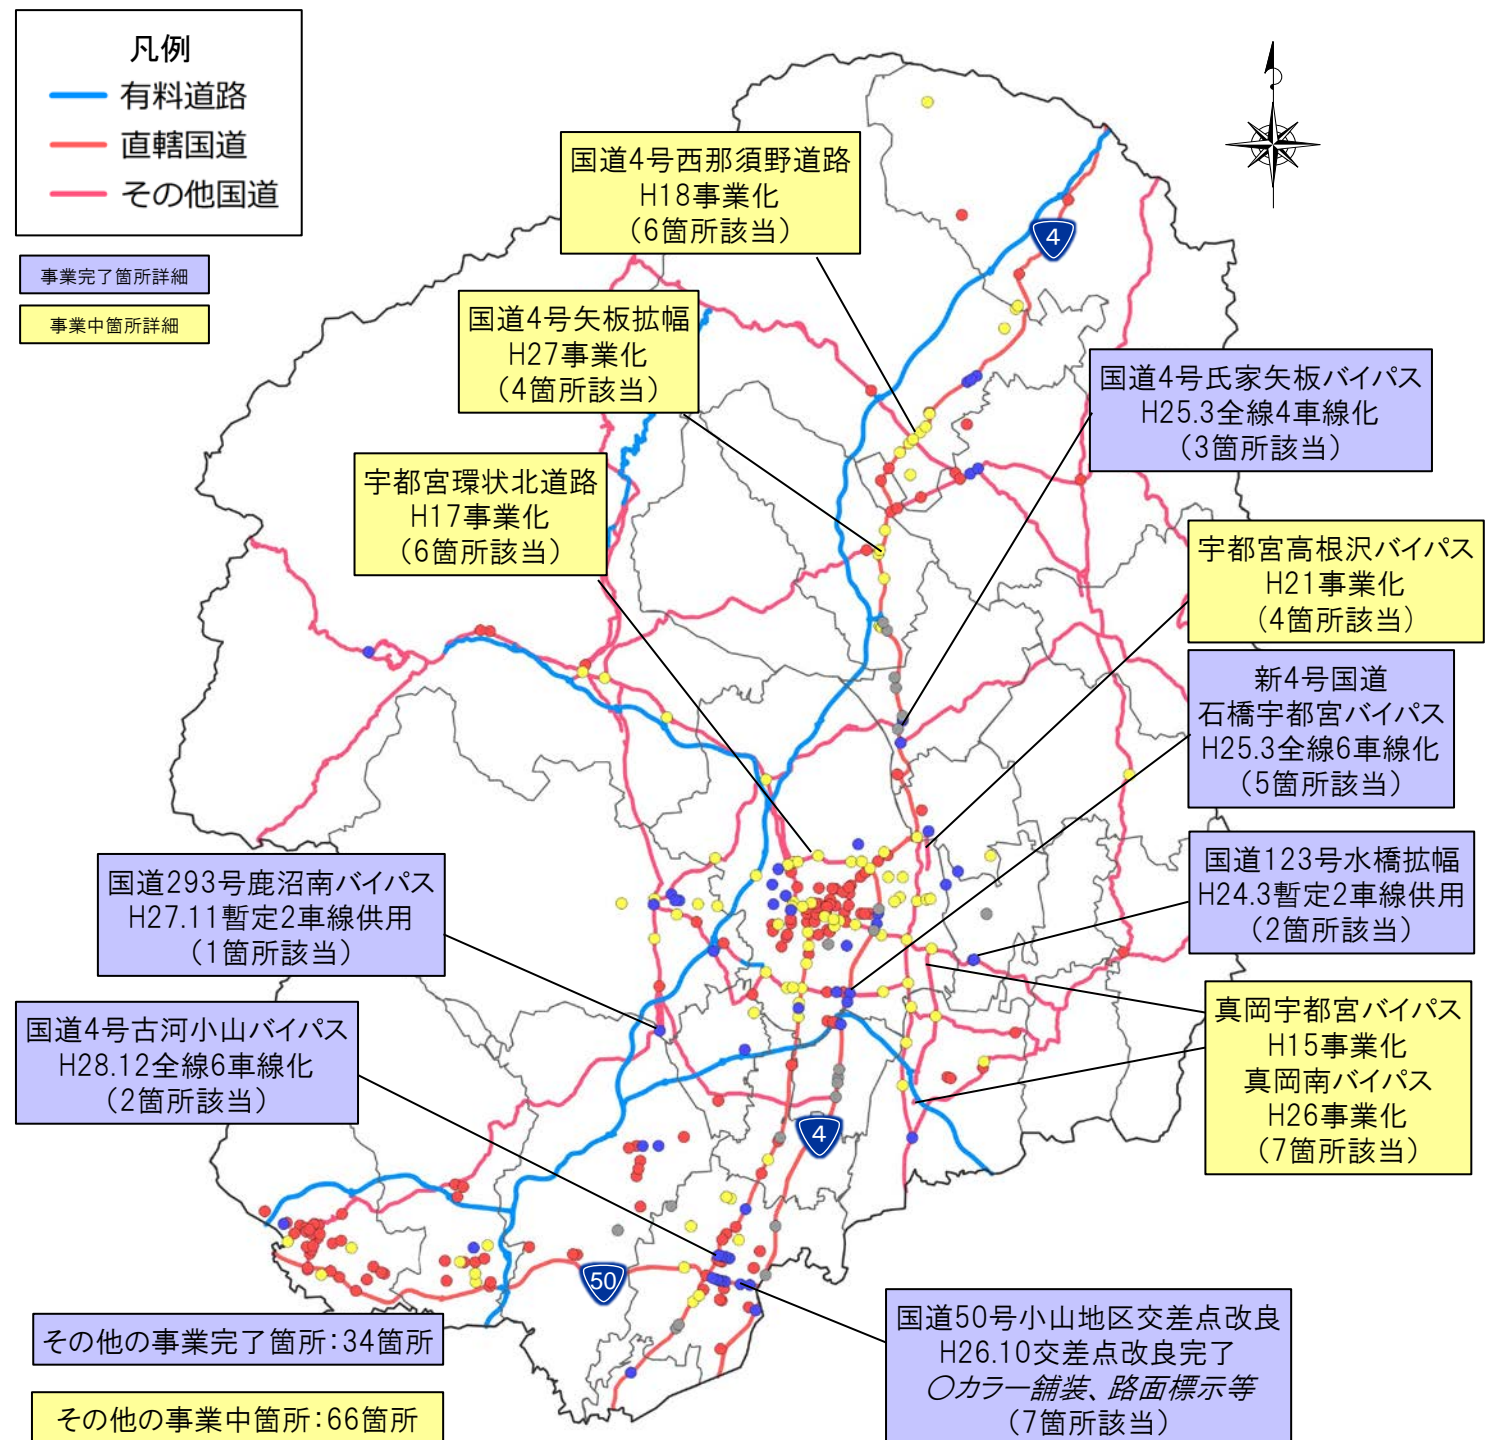 凡例
有料道路
直轄国道
その他国道
事業完了箇所詳細
事業中箇所詳細
国道4号西那須野道路
H18事業化
(6箇所該当)
4
国道4号矢板拡幅
H27事業化
(4箇所該当)
国道4号氏家矢板バイパス
H25.3全線4車線化
(3箇所該当)
宇都宮環状北道路
H17事業化
(6箇所該当)
宇都宮高根沢バイパス
H21事業化
(4箇所該当)
新4号国道
石橋宇都宮バイパス
H25.3全線6車線化
(5箇所該当)
国道123号水橋拡幅
H24.3暫定2車線供用
(2箇所該当)
国道293号鹿沼南バイパス
H27.11暫定2車線供用
(1箇所該当)
真岡宇都宮バイパス
H15事業化
真岡南バイパス
H26事業化
(7箇所該当)
国道4号古河小山バイパス
H28.12全線6車線化
(2箇所該当)
4
50
国道50号小山地区交差点改良
H26.10交差点改良完了
〇カラー舗装、路面標示等
(7箇所該当)
その他の事業完了箇所:34箇所
その他の事業中箇所:66箇所